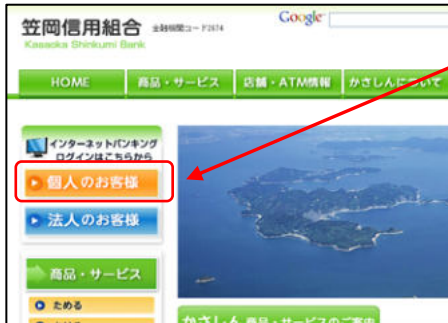 笠岡信用組合 金融機関コード2674
Kasaoka Shinkumi Bank
Google
HOME 商品・サービス 店舗・ATM情報 かさしんについて
インターネットバンキング
ログインはこちらから
個人のお客様
法人のお客様
商品・サービス
ためる
かさしん 商品・サービスのご案内